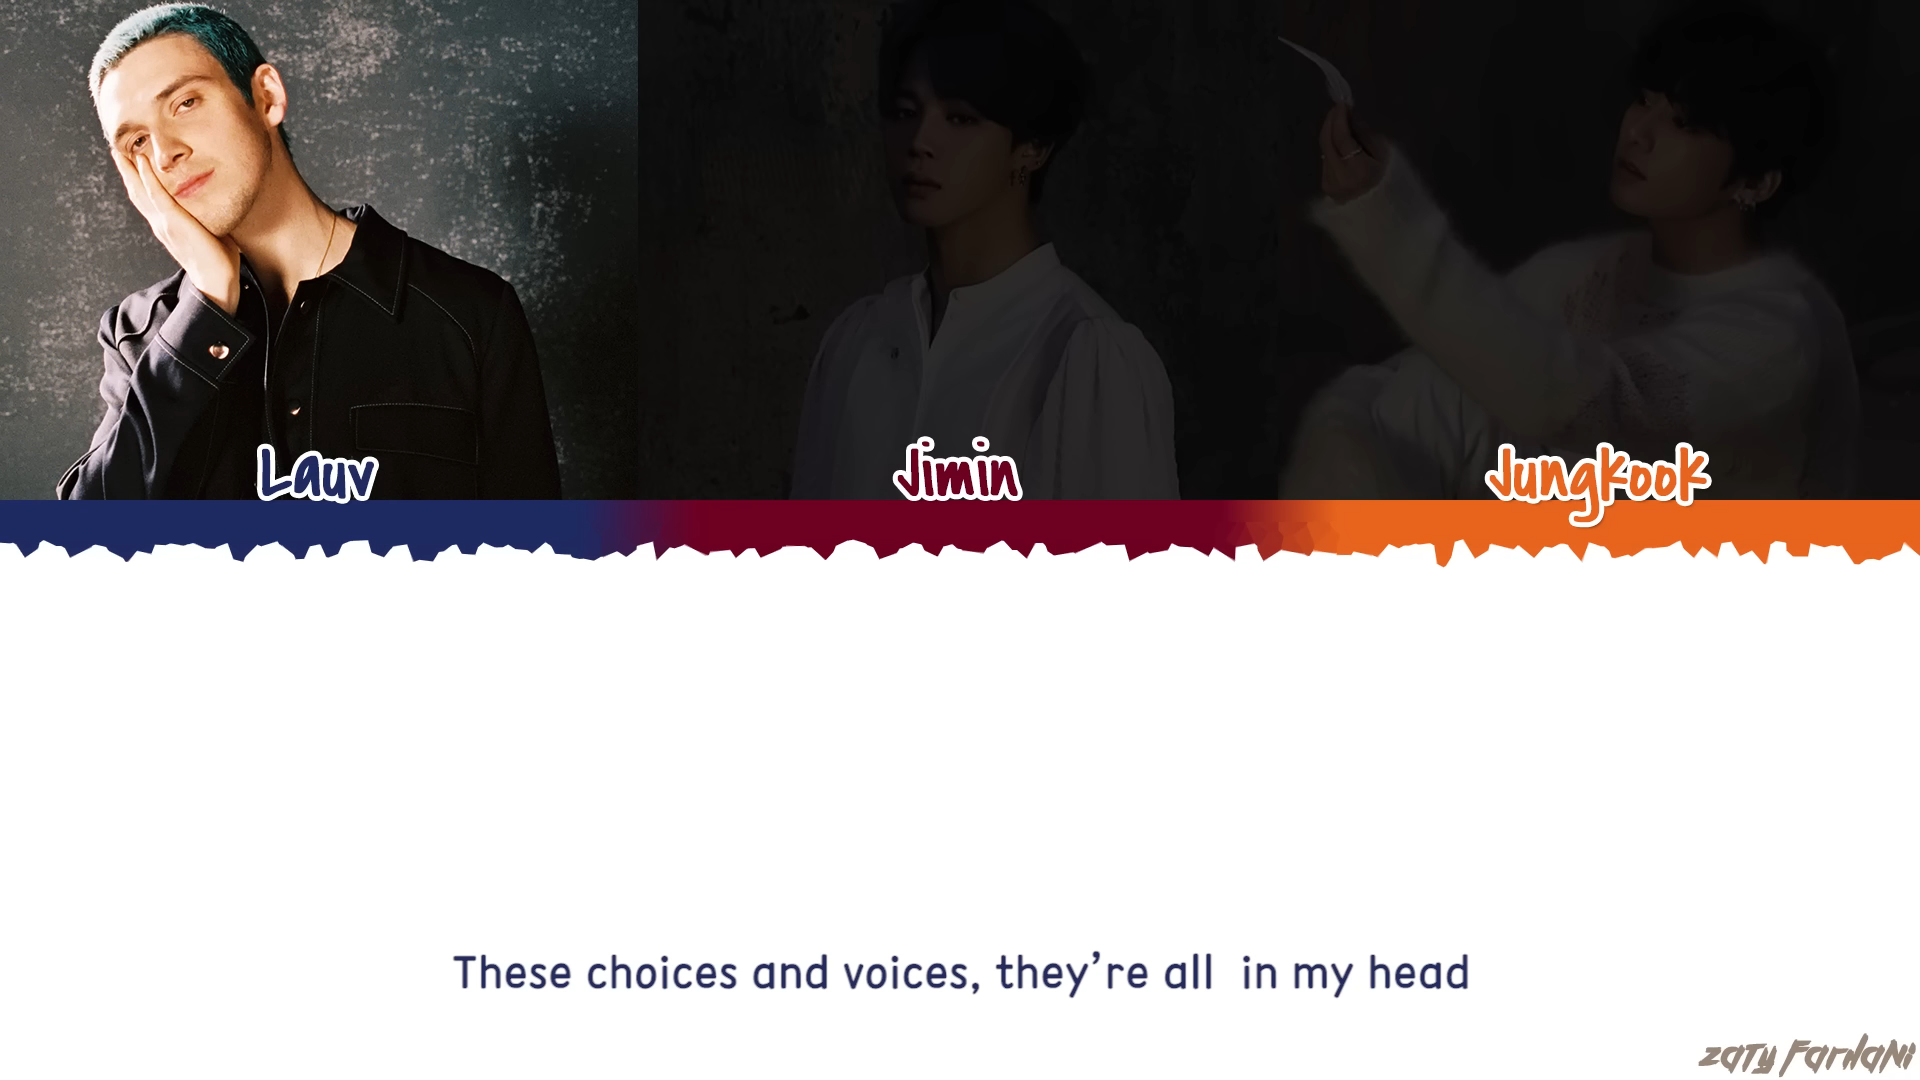 Lauv
Jimin
Jungkook
These choices and voices, they're all in my head
Zaty Farhani